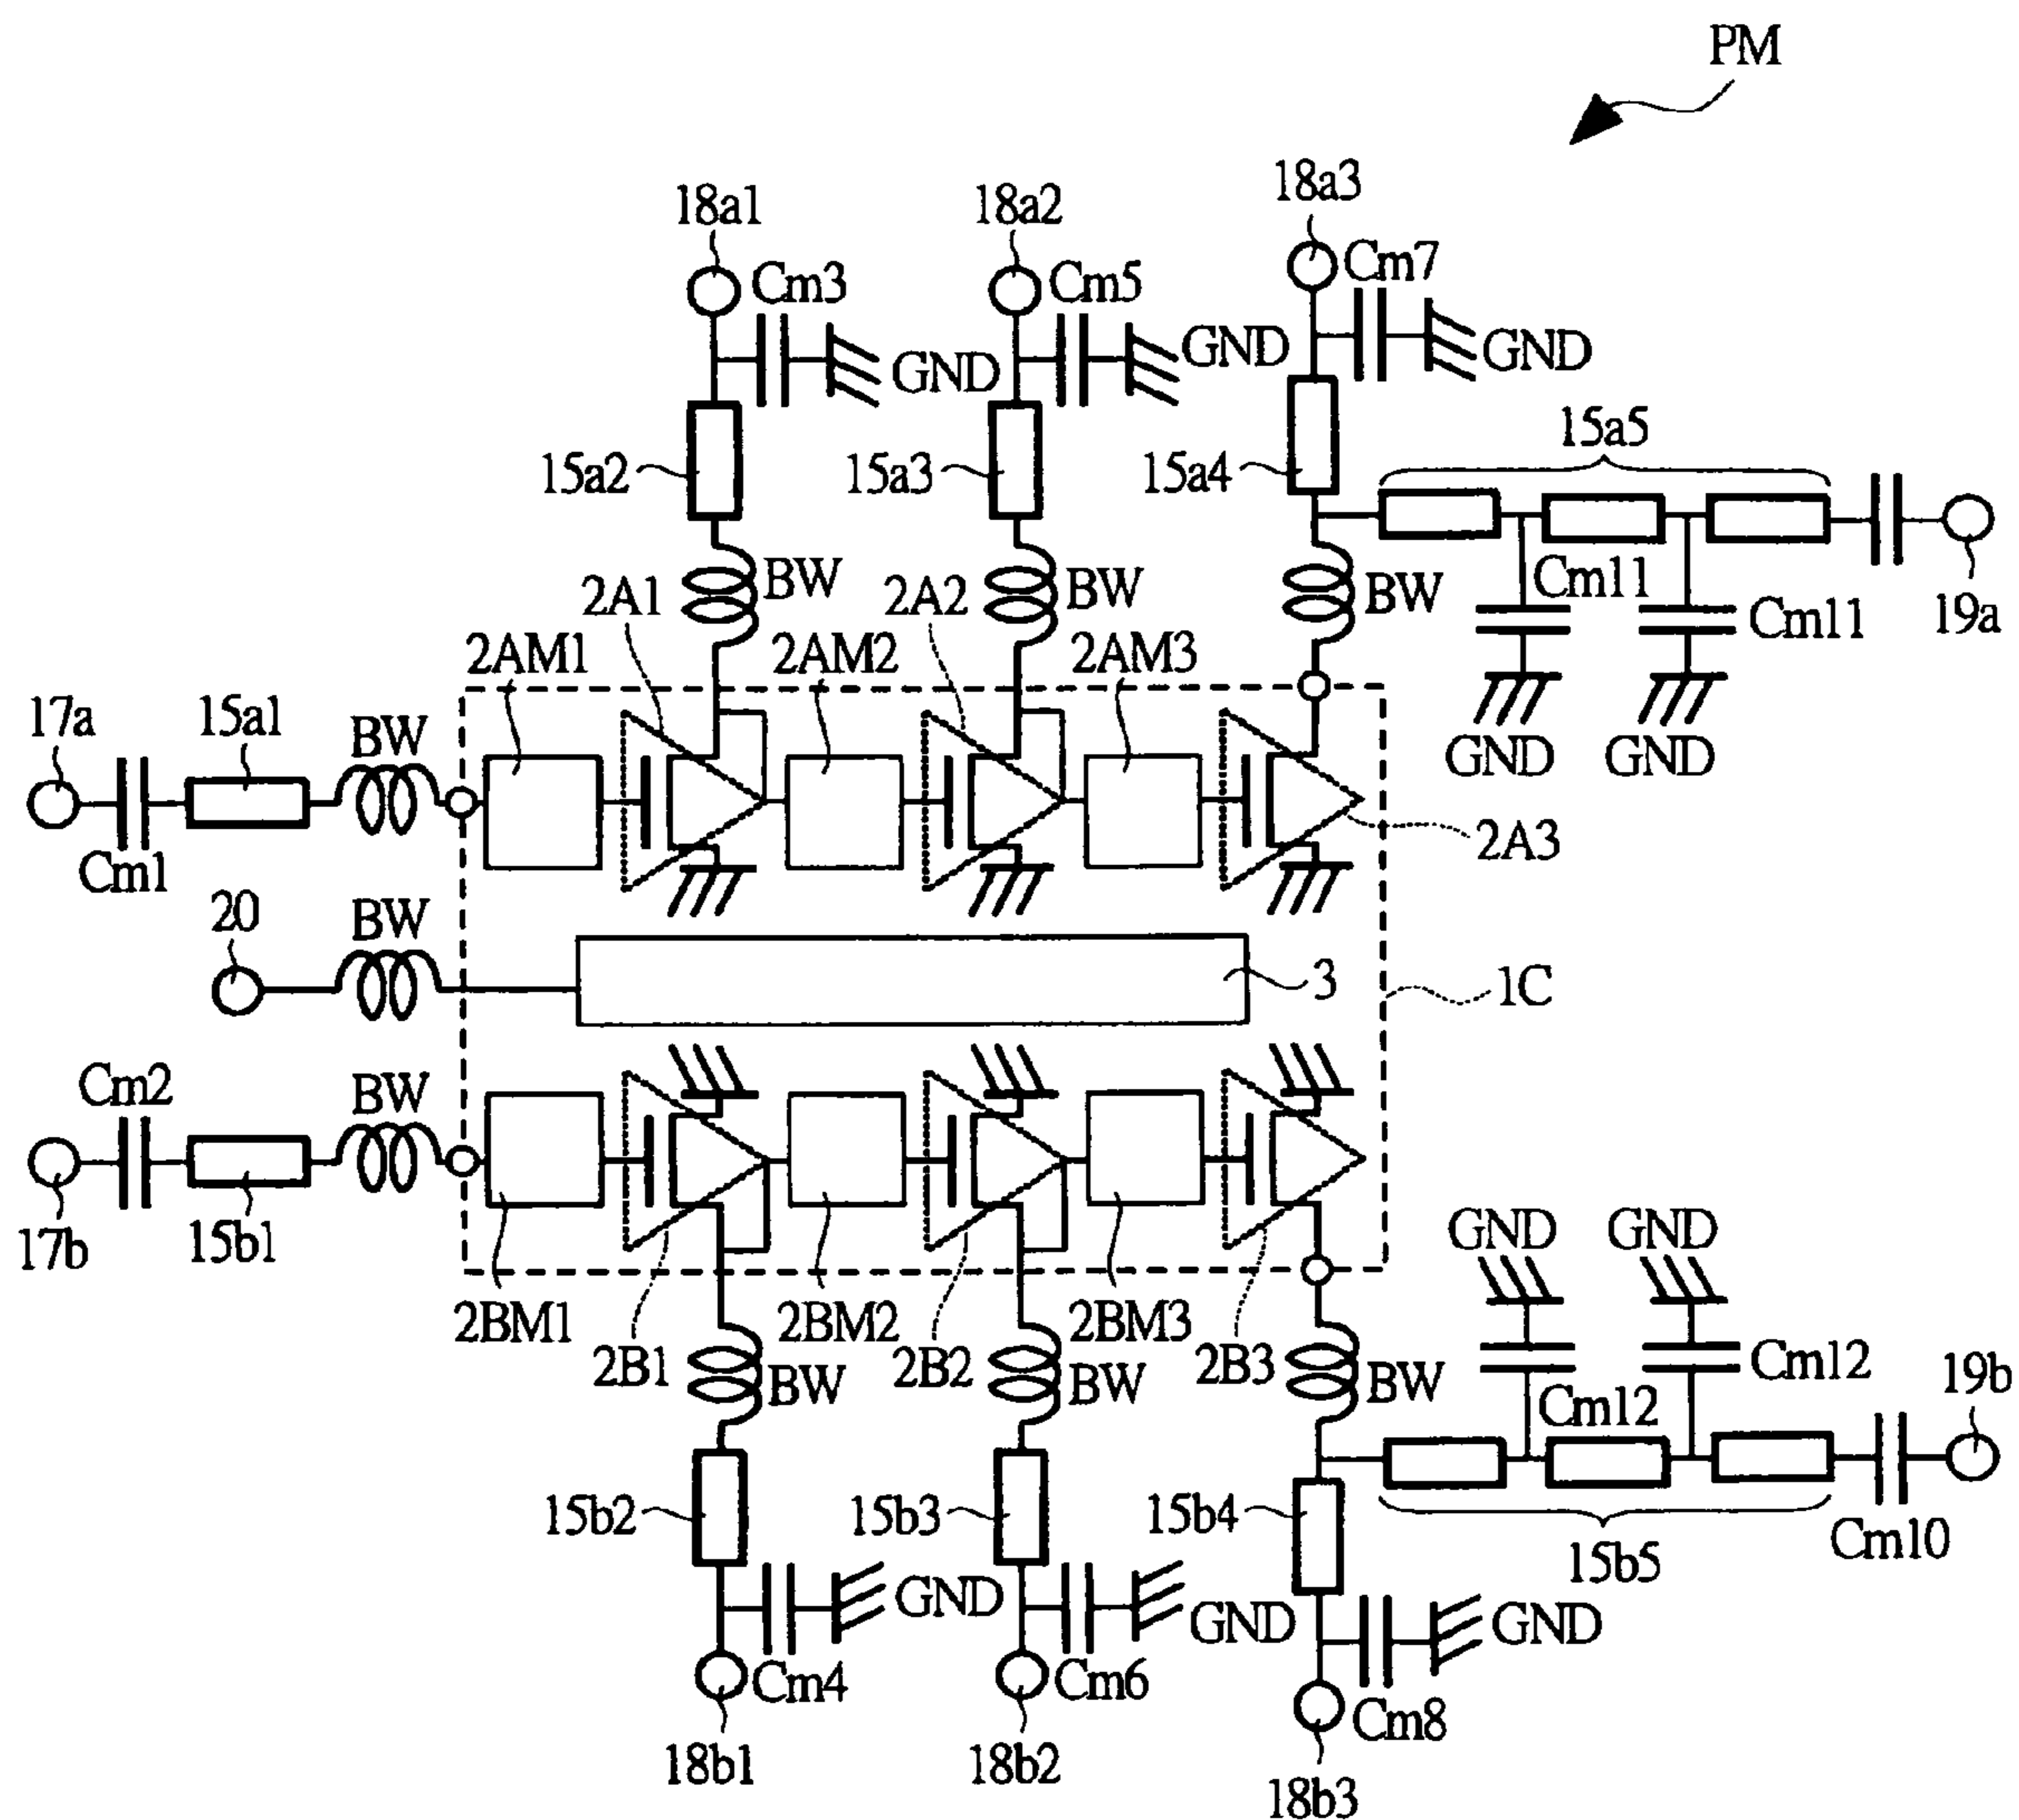 PM
18a1
18a2
18a3
Cm3
Cm5
Cm7
GND
GND
GND
15a2
15a3
15a4
15a5
BW
BW
BW
Cm11
Cm11
19a
2A1
2A2
2AM1
2AM2
2AM3
GND
GND
17a
15a1
BW
Cm1
2A3
20
BW
3
1C
Cm2
BW
17b
15b1
GND
GND
2BM1
2B1
2BM2
2B2
2BM3
2B3
BW
BW
BW
Cm12
Cm12
19b
15b2
15b3
15b4
15b5
Cm10
GND
GND
GND
Cm4
Cm6
Cm8
18b1
18b2
18b3